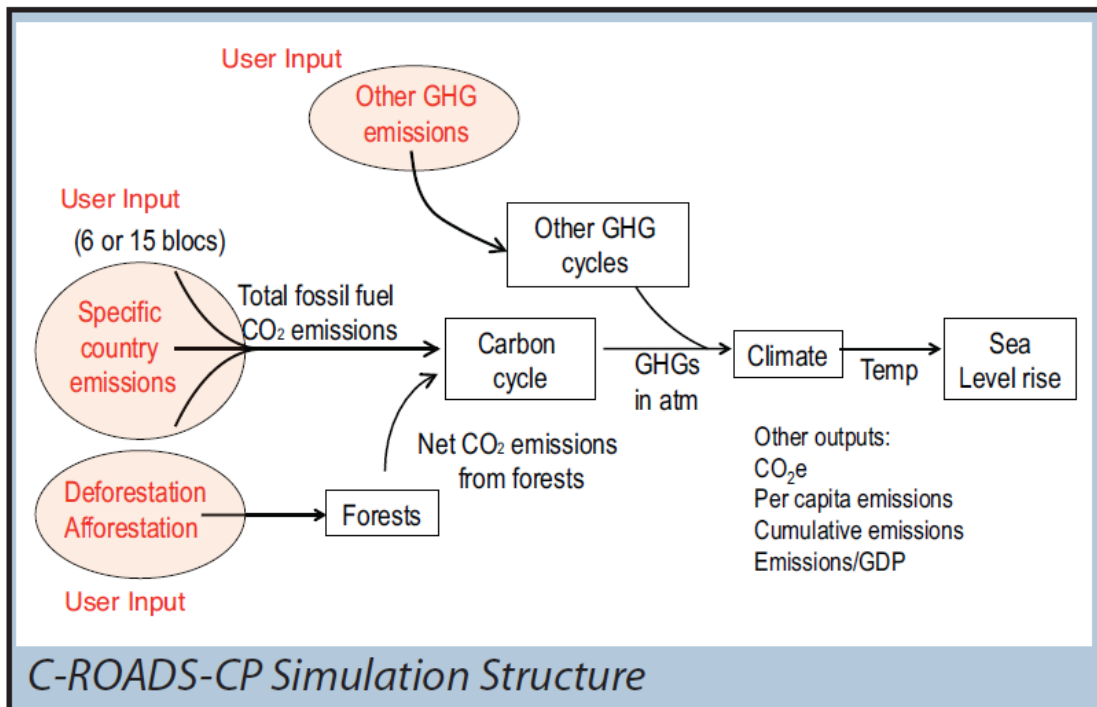 User Input
Other GHG
emissions
User Input
(6 or 15 blocs)
Specific
country
emissions
Total fossil fuel
CO₂ emissions
Other GHG
cycles
Carbon
cycle
GHGs
in atm
Climate
Temp
Sea
Level rise
Net CO₂ emissions
from forests
Deforestation
Afforestation
Forests
User Input
Other outputs:
CO₂e
Per capita emissions
Cumulative emissions
Emissions/GDP
C-ROADS-CP Simulation Structure